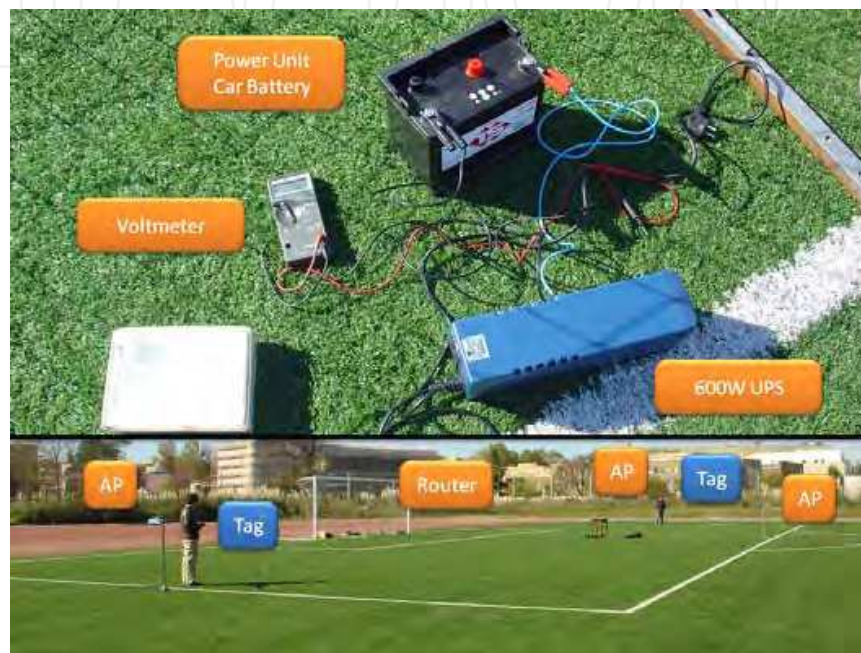 Power Unit
Car Battery
Voltmeter
600W UPS
AP
Tag
Router
AP
Tag
AP